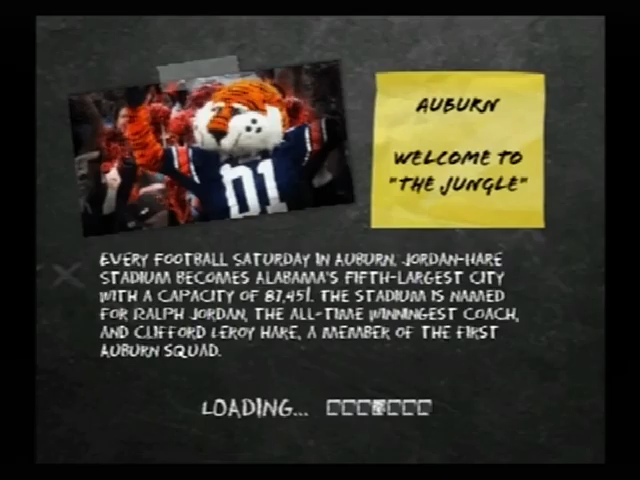 AUBURN
WELCOME TO
"THE JUNGLE"
01
EVERY FOOTBALL SATURDAY IN AUBURN, JORDAN-HARE
STADIUM BECOMES ALABAMA'S FIFTH-LARGEST CITY
WITH A CAPACITY OF 87,451. THE STADIUM IS NAMED
FOR RALPH JORDAN, THE ALL-TIME WINNINGEST COACH,
AND CLIFFORD LEROY HARE, A MEMBER OF THE FIRST
AUBURN SQUAD.
LOADING...